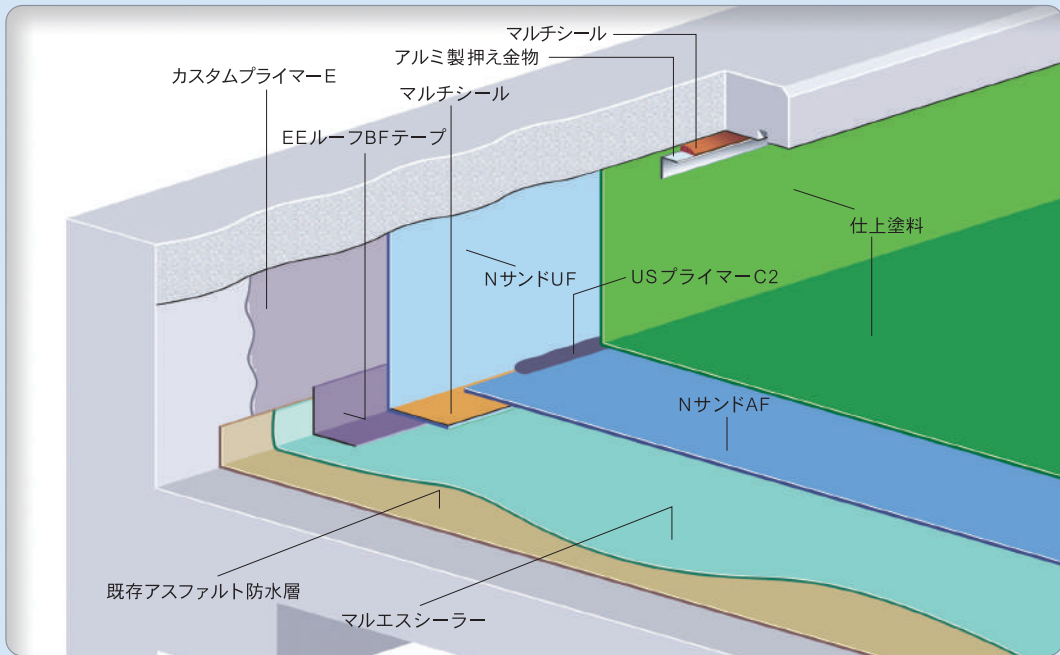 マルチシール
アルミ製押え金物
カスタムプライマーE
マルチシール
EEルーフBFテープ
仕上塗料
NサンドUF
USプライマーC2
NサンドAF
既存アスファルト防水層
マルエスシーラー